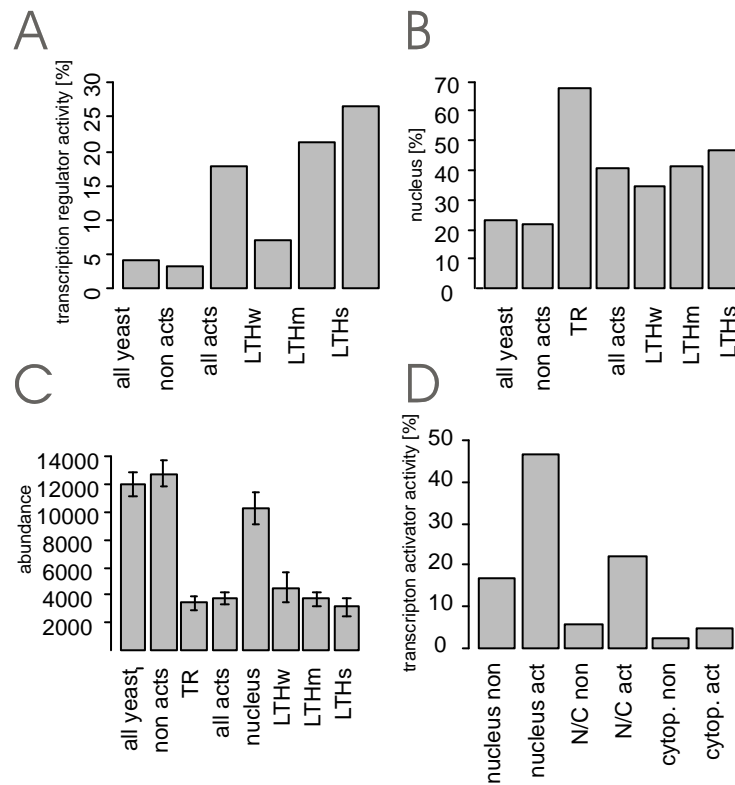 A
transcription regulator activity [%]
30
25
20
15
10
5
0
all yeast
non acts
all acts
LTHw
LTHm
LTHs
B
nucleus [%]
70
60
50
40
30
20
10
0
all yeast
non acts
TR
all acts
LTHw
LTHm
LTHs
C
abundance
14000
12000
10000
8000
6000
4000
2000
all yeast
non acts
TR
all acts
nucleus
LTHw
LTHm
LTHs
D
transcripton activator activity [%]
50
40
30
20
10
0
nucleus non
nucleus act
N/C non
N/C act
cytop. non
cytop. act